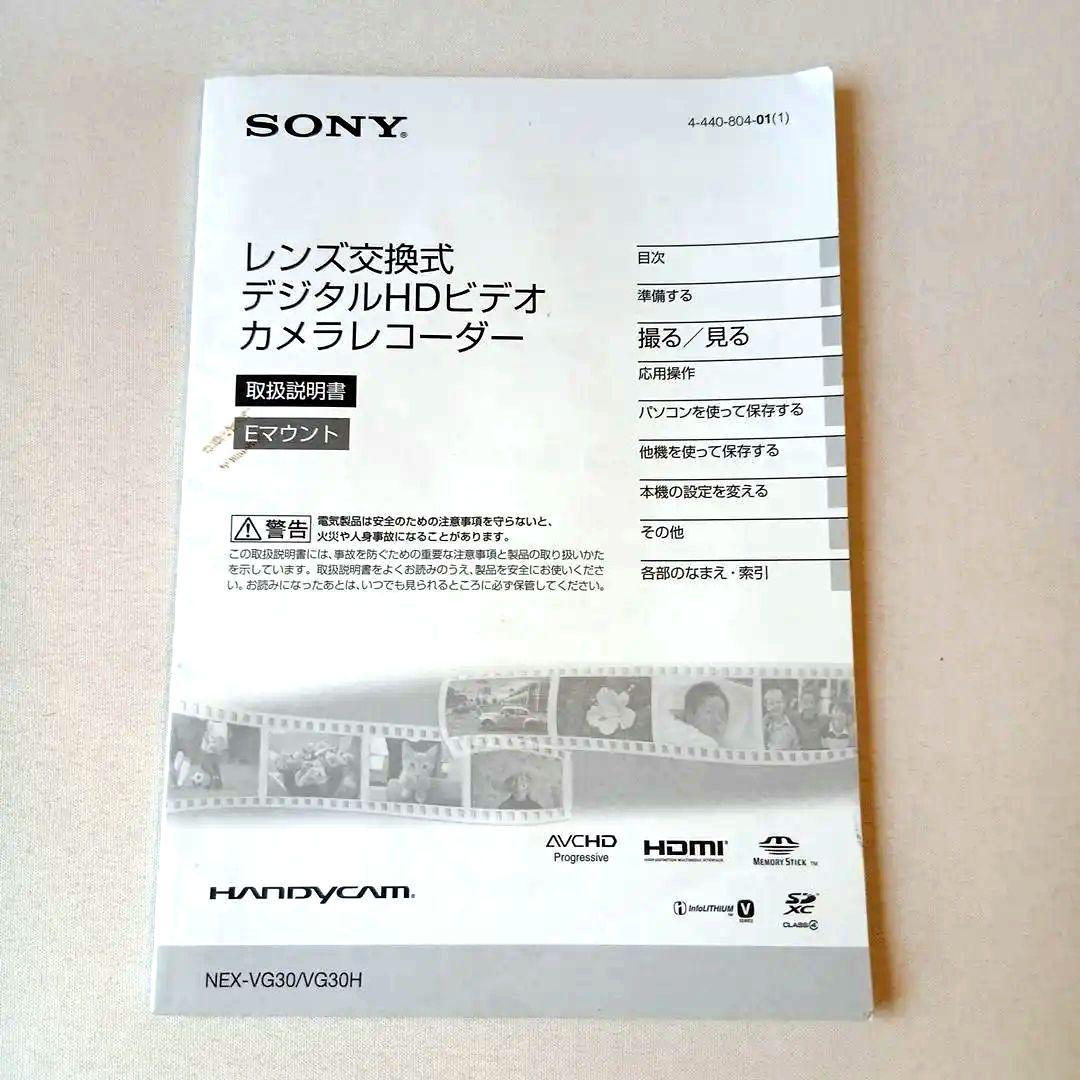 SONY®
4-440-804-01(1)
レンズ交換式
デジタルHDビデオ
カメラレコーダー
取扱説明書
Eマウント
目次
準備する
撮る／見る
応用操作
パソコンを使って保存する
他機を使って保存する
本機の設定を変える
その他
各部のなまえ・索引
警告
電気製品は安全のための注意事項を守らないと、
火災や人身事故になることがあります。
この取扱説明書には、事故を防ぐための重要な注意事項と製品の取り扱いかた
を示しています。取扱説明書をよくお読みのうえ、製品を安全にお使いくださ
い。お読みになったあとは、いつでも見られるところに必ず保管してください。
AVCHD
Progressive
HDMI®
HIGH-DEFINITION MULTIMEDIA INTERFACE
MEMORY STICK ™
HANDYCAM®
InfoLITHIUM ™
V
SERIES
SD
XC
™
CLASS④
NEX-VG30/VG30H